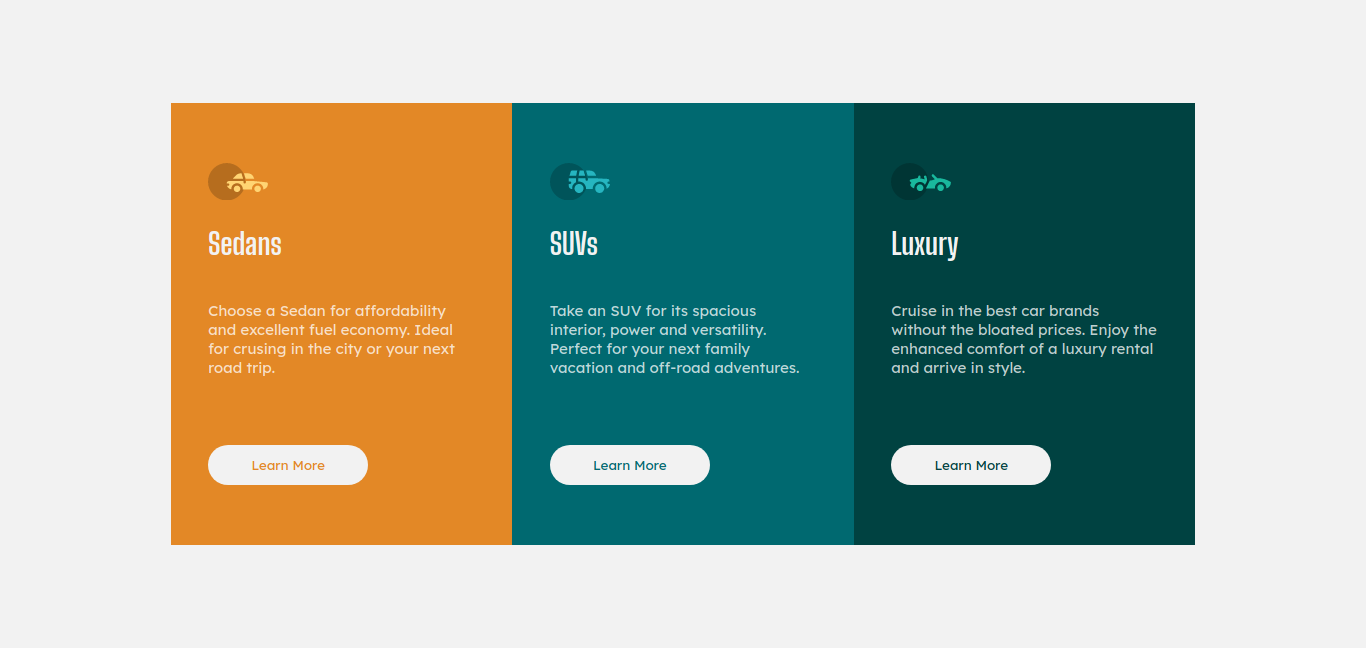 Sedans
Choose a Sedan for affordability
and excellent fuel economy. Ideal
for crusing in the city or your next
road trip.
Learn More
SUVs
Take an SUV for its spacious
interior, power and versatility.
Perfect for your next family
vacation and off-road adventures.
Learn More
Luxury
Cruise in the best car brands
without the bloated prices. Enjoy the
enhanced comfort of a luxury rental
and arrive in style.
Learn More